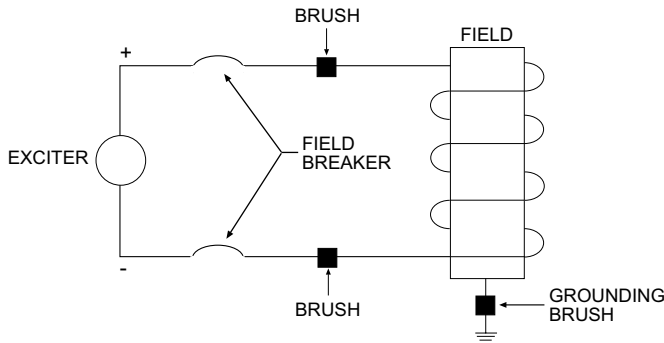 BRUSH
FIELD
+
EXCITER
FIELD
BREAKER
-
BRUSH
GROUNDING
BRUSH